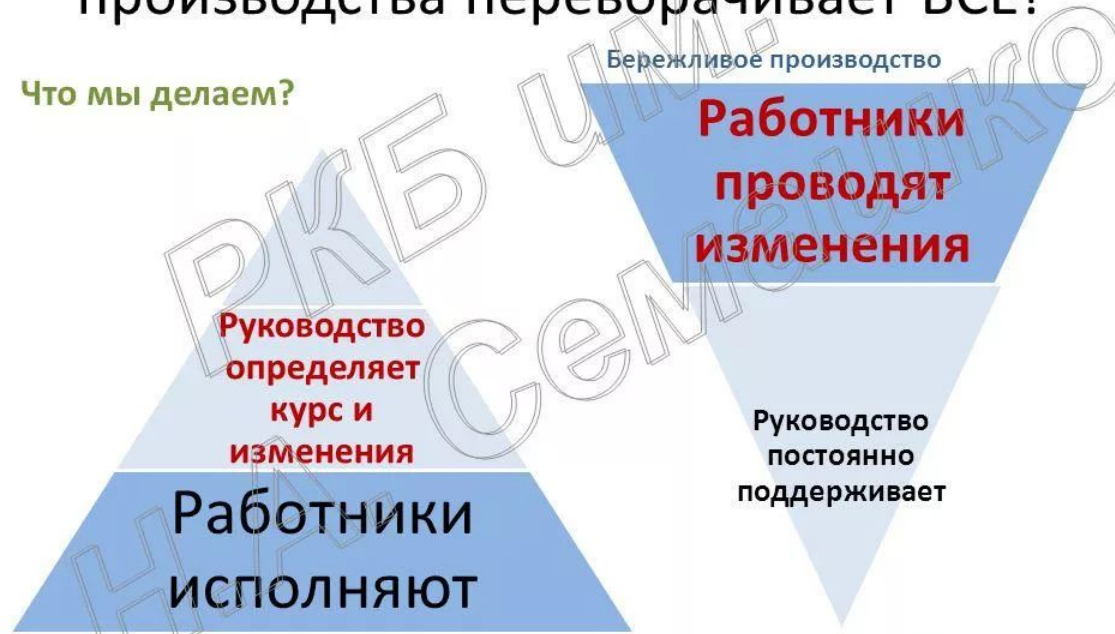 производства переворачивает ВСЕ!
Что мы делаем?
Бережливое производство
Руководство
определяет
курс и
изменения
Работники
исполняют
Работники
проводят
изменения
Руководство
постоянно
поддерживает
РКБ им.
Н.А. Семашко